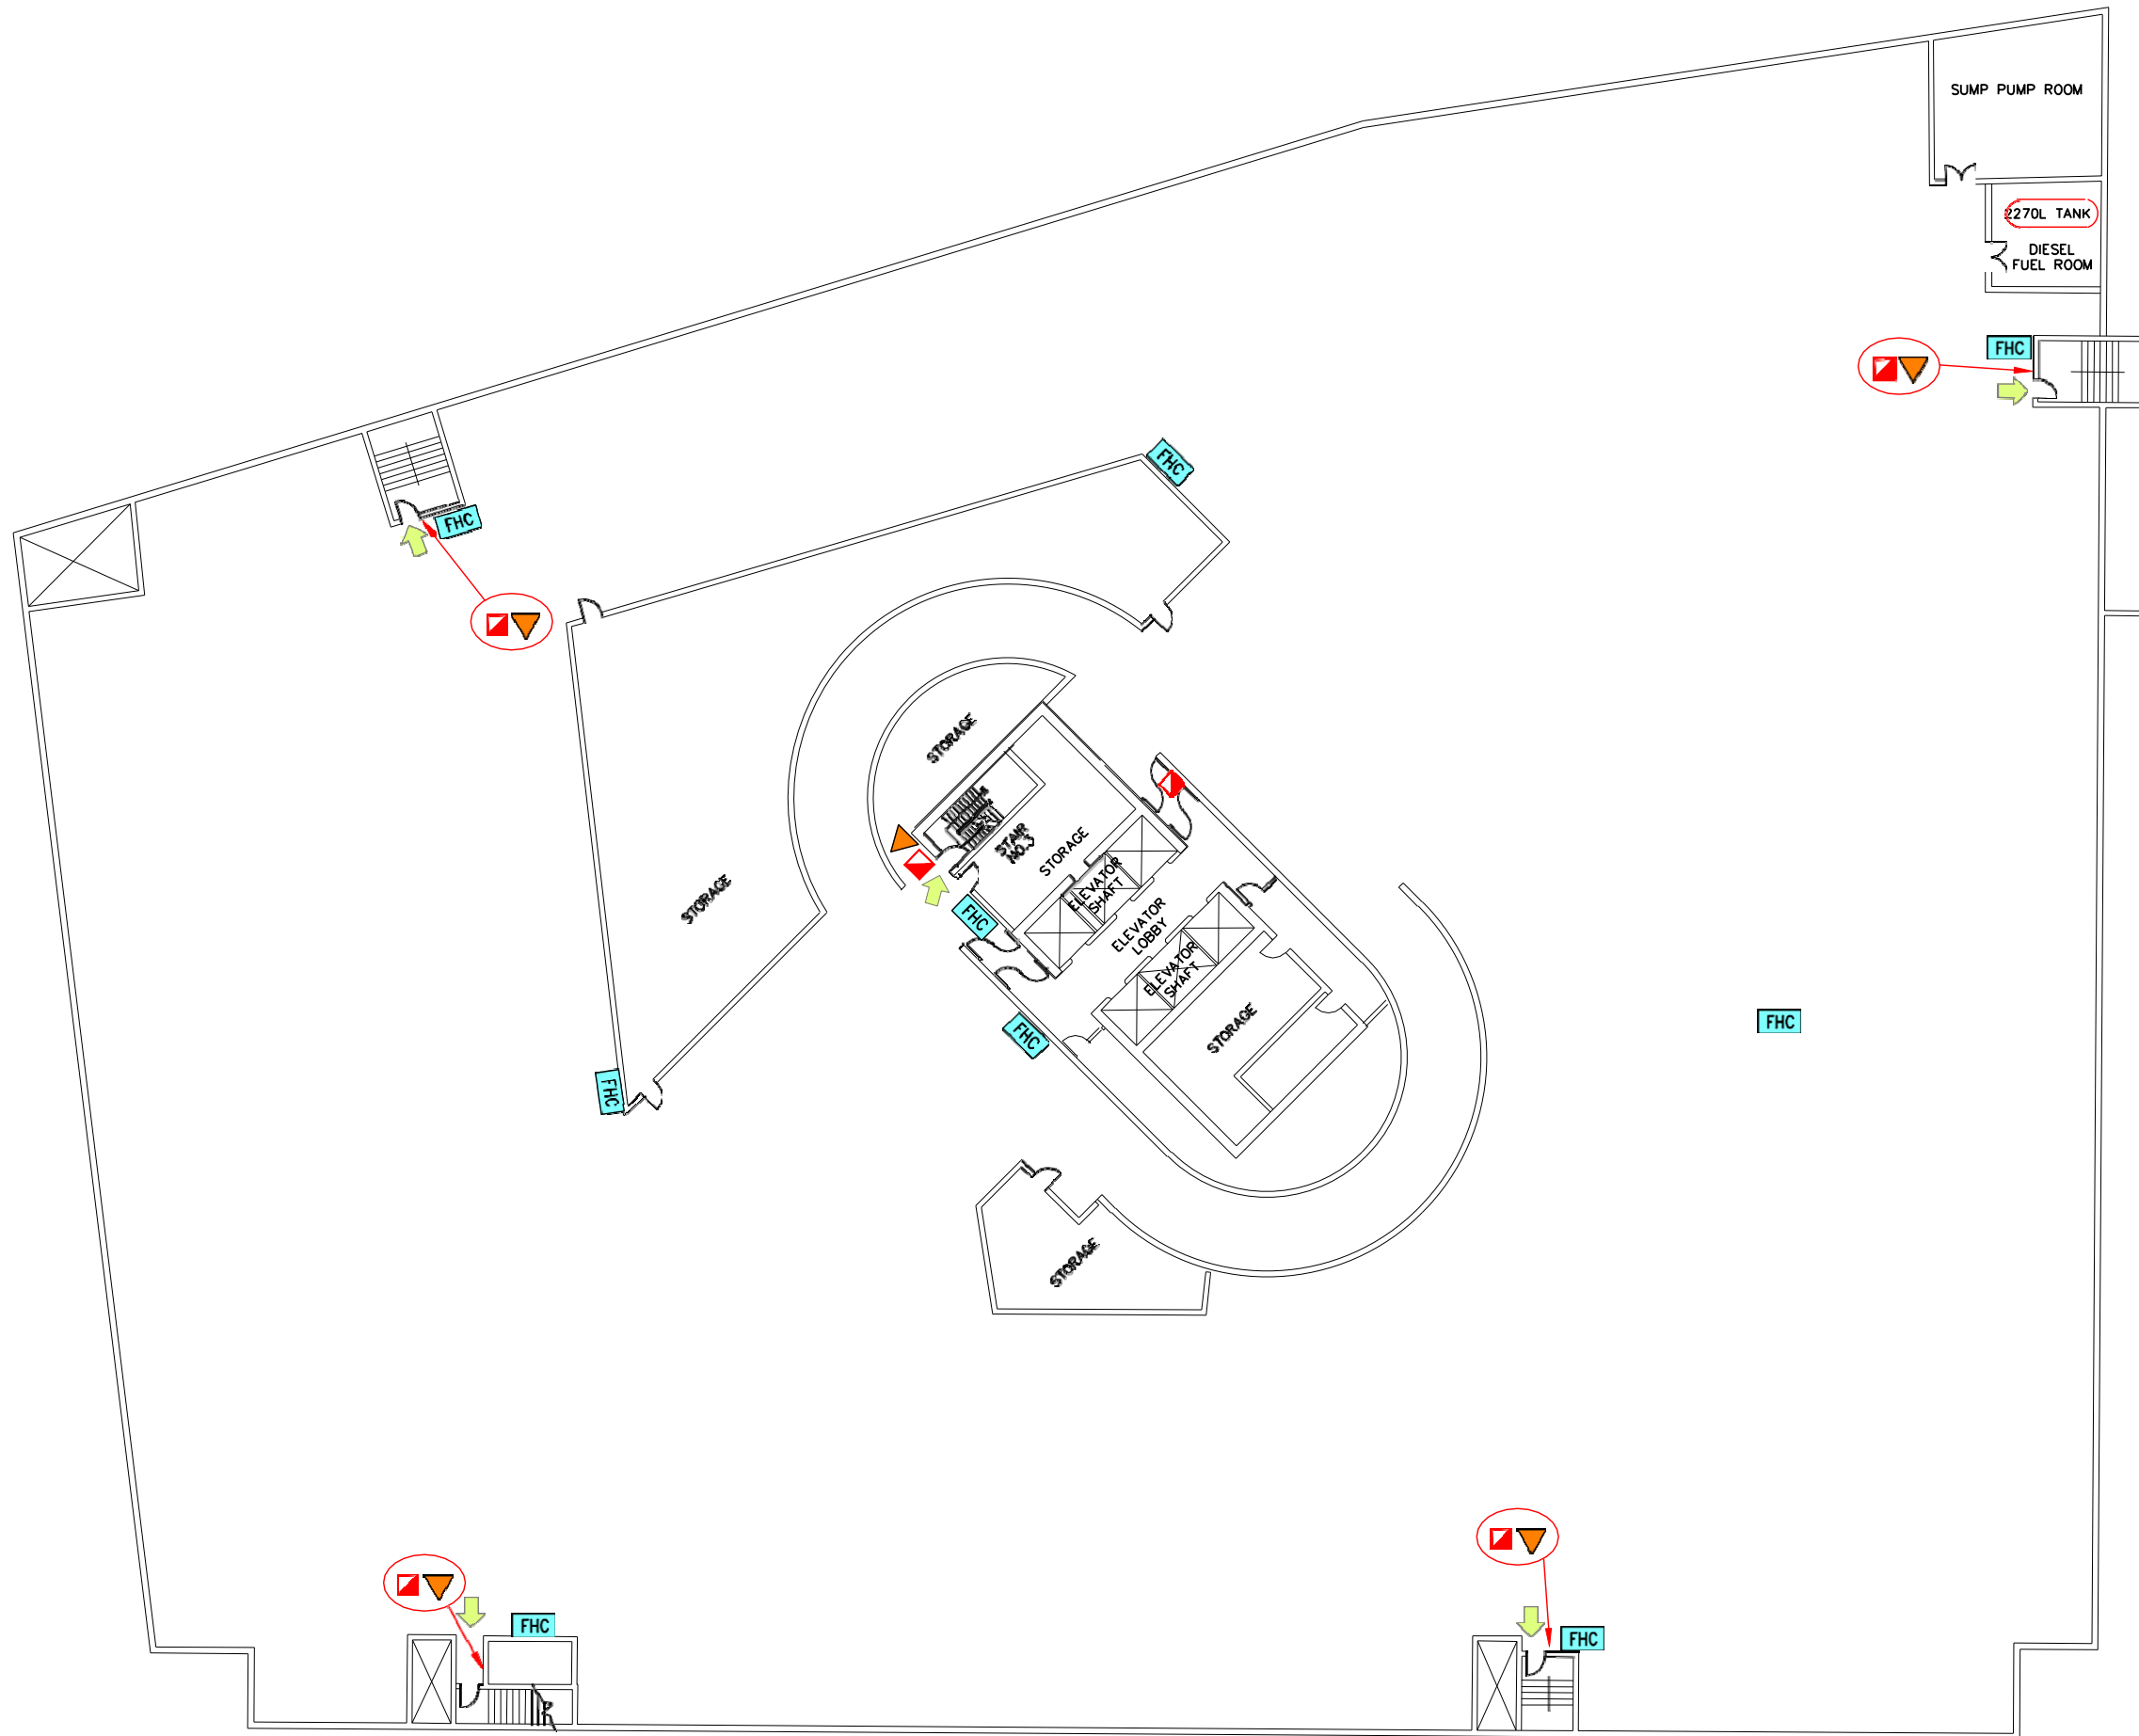 SUMP PUMP ROOM
2270L TANK
DIESEL
FUEL ROOM
FHC
FHC
FHC
STORAGE
STAIR
NO.3
STORAGE
ELEVATOR
SHAFT
STORAGE
FHC
ELEVATOR
LOBBY
ELEVATOR
SHAFT
FHC
STORAGE
FHC
FHC
STORAGE
FHC
FHC